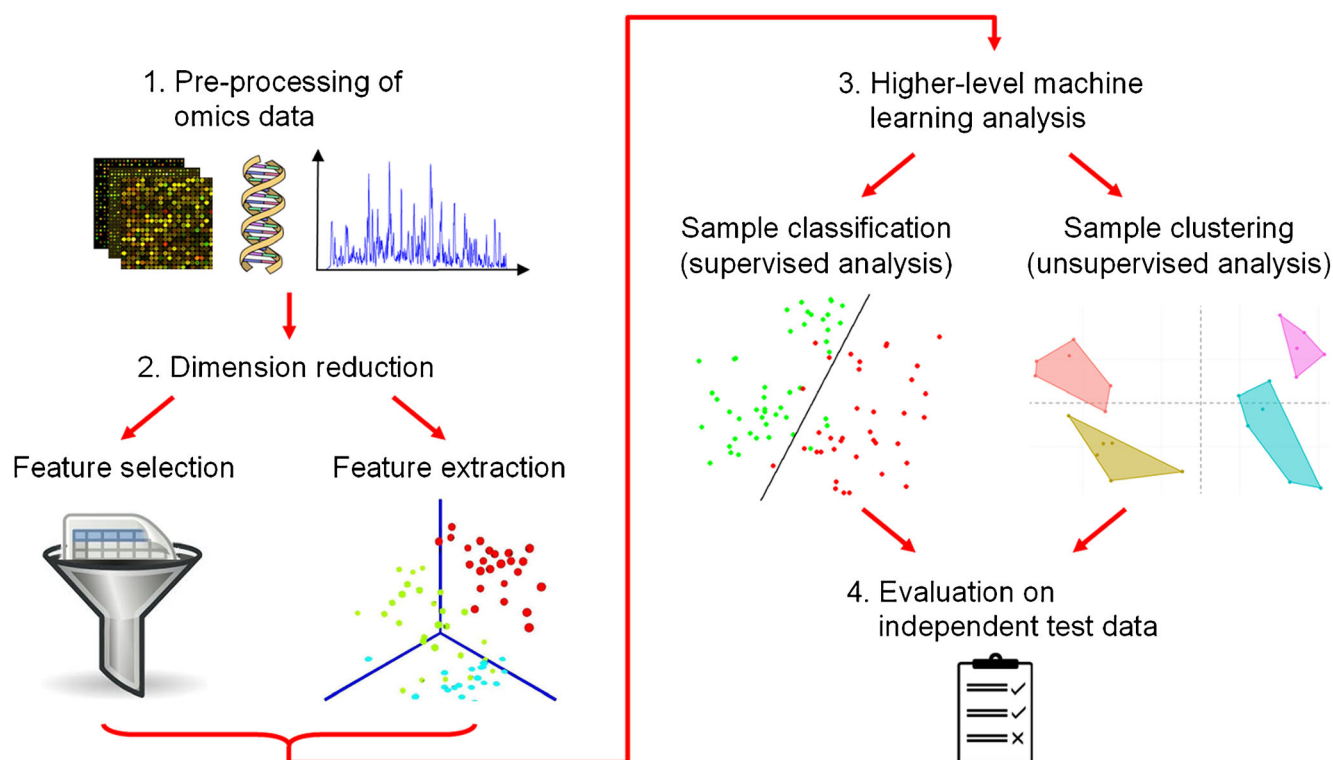 1. Pre-processing of
omics data
2. Dimension reduction
Feature selection
Feature extraction
3. Higher-level machine
learning analysis
Sample classification
(supervised analysis)
Sample clustering
(unsupervised analysis)
4. Evaluation on
independent test data